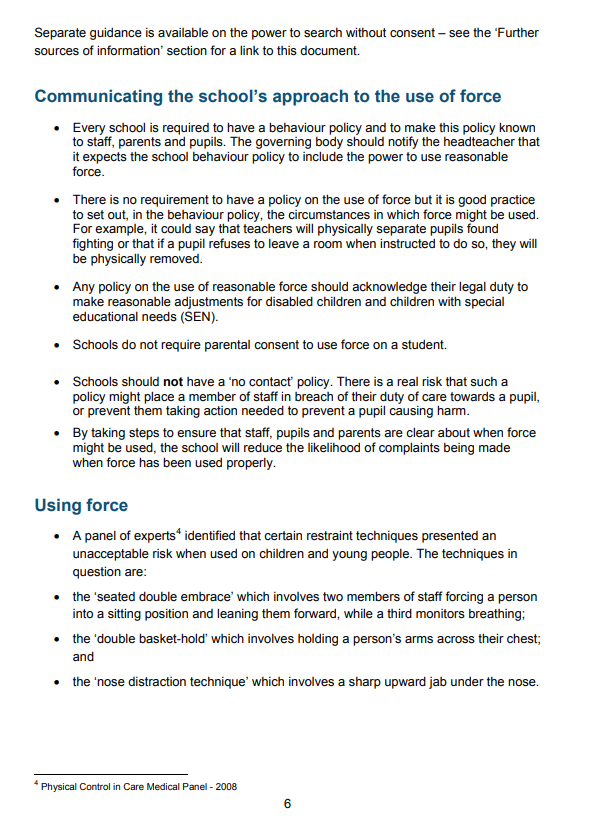 Separate guidance is available on the power to search without consent – see the ‘Further
sources of information’ section for a link to this document.
Communicating the school’s approach to the use of force
• Every school is required to have a behaviour policy and to make this policy known
to staff, parents and pupils. The governing body should notify the headteacher that
it expects the school behaviour policy to include the power to use reasonable
force.
• There is no requirement to have a policy on the use of force but it is good practice
to set out, in the behaviour policy, the circumstances in which force might be used.
For example, it could say that teachers will physically separate pupils found
fighting or that if a pupil refuses to leave a room when instructed to do so, they will
be physically removed.
• Any policy on the use of reasonable force should acknowledge their legal duty to
make reasonable adjustments for disabled children and children with special
educational needs (SEN).
• Schools do not require parental consent to use force on a student.
• Schools should not have a ‘no contact’ policy. There is a real risk that such a
policy might place a member of staff in breach of their duty of care towards a pupil,
or prevent them taking action needed to prevent a pupil causing harm.
• By taking steps to ensure that staff, pupils and parents are clear about when force
might be used, the school will reduce the likelihood of complaints being made
when force has been used properly.
Using force
• A panel of experts4 identified that certain restraint techniques presented an
unacceptable risk when used on children and young people. The techniques in
question are:
• the ‘seated double embrace’ which involves two members of staff forcing a person
into a sitting position and leaning them forward, while a third monitors breathing;
• the ‘double basket-hold’ which involves holding a person’s arms across their chest;
and
• the ‘nose distraction technique’ which involves a sharp upward jab under the nose.
4 Physical Control in Care Medical Panel - 2008
6